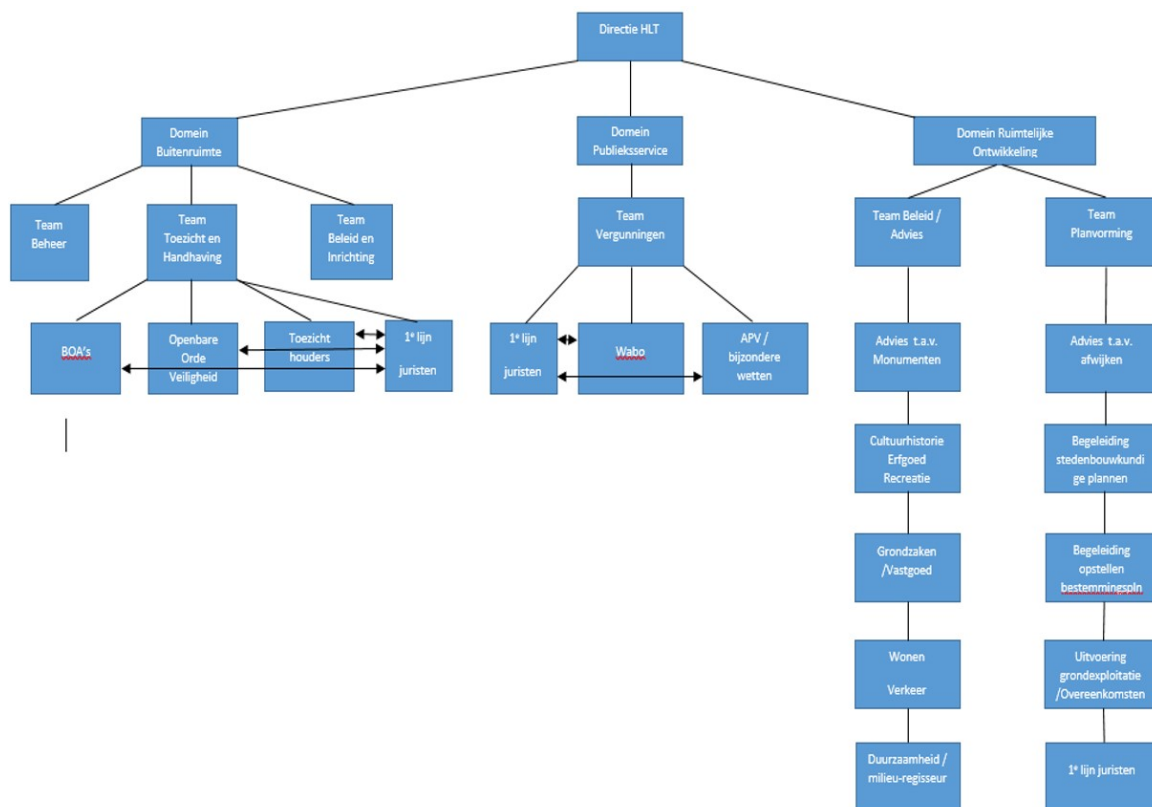 Directie HLT
Domein
Buitenruimte
Domein
Publieksservice
Domein Ruimtelijke
Ontwikkeling
Team
Beheer
Team
Toezicht en
Handhaving
Team
Beleid en
Inrichting
Team
Vergunningen
Team Beleid /
Advies
Team
Planvorming
BOA's
Openbare
Orde
Veiligheid
Toezicht
houders
1e lijn
juristen
1e lijn
juristen
Wabo
APV /
bijzondere
wetten
Advies t.a.v.
Monumenten
Advies t.a.v.
afwijken
Cultuurhistorie
Erfgoed
Recreatie
Begeleiding
stedenbouwkundi
ge plannen
Grondzaken
/Vastgoed
Begeleiding
opstellen
bestemmingspln
Wonen
Verkeer
Uitvoering
grondexploitatie
/Overeenkomsten
Duurzaamheid /
milieu-regisseur
1e lijn juristen